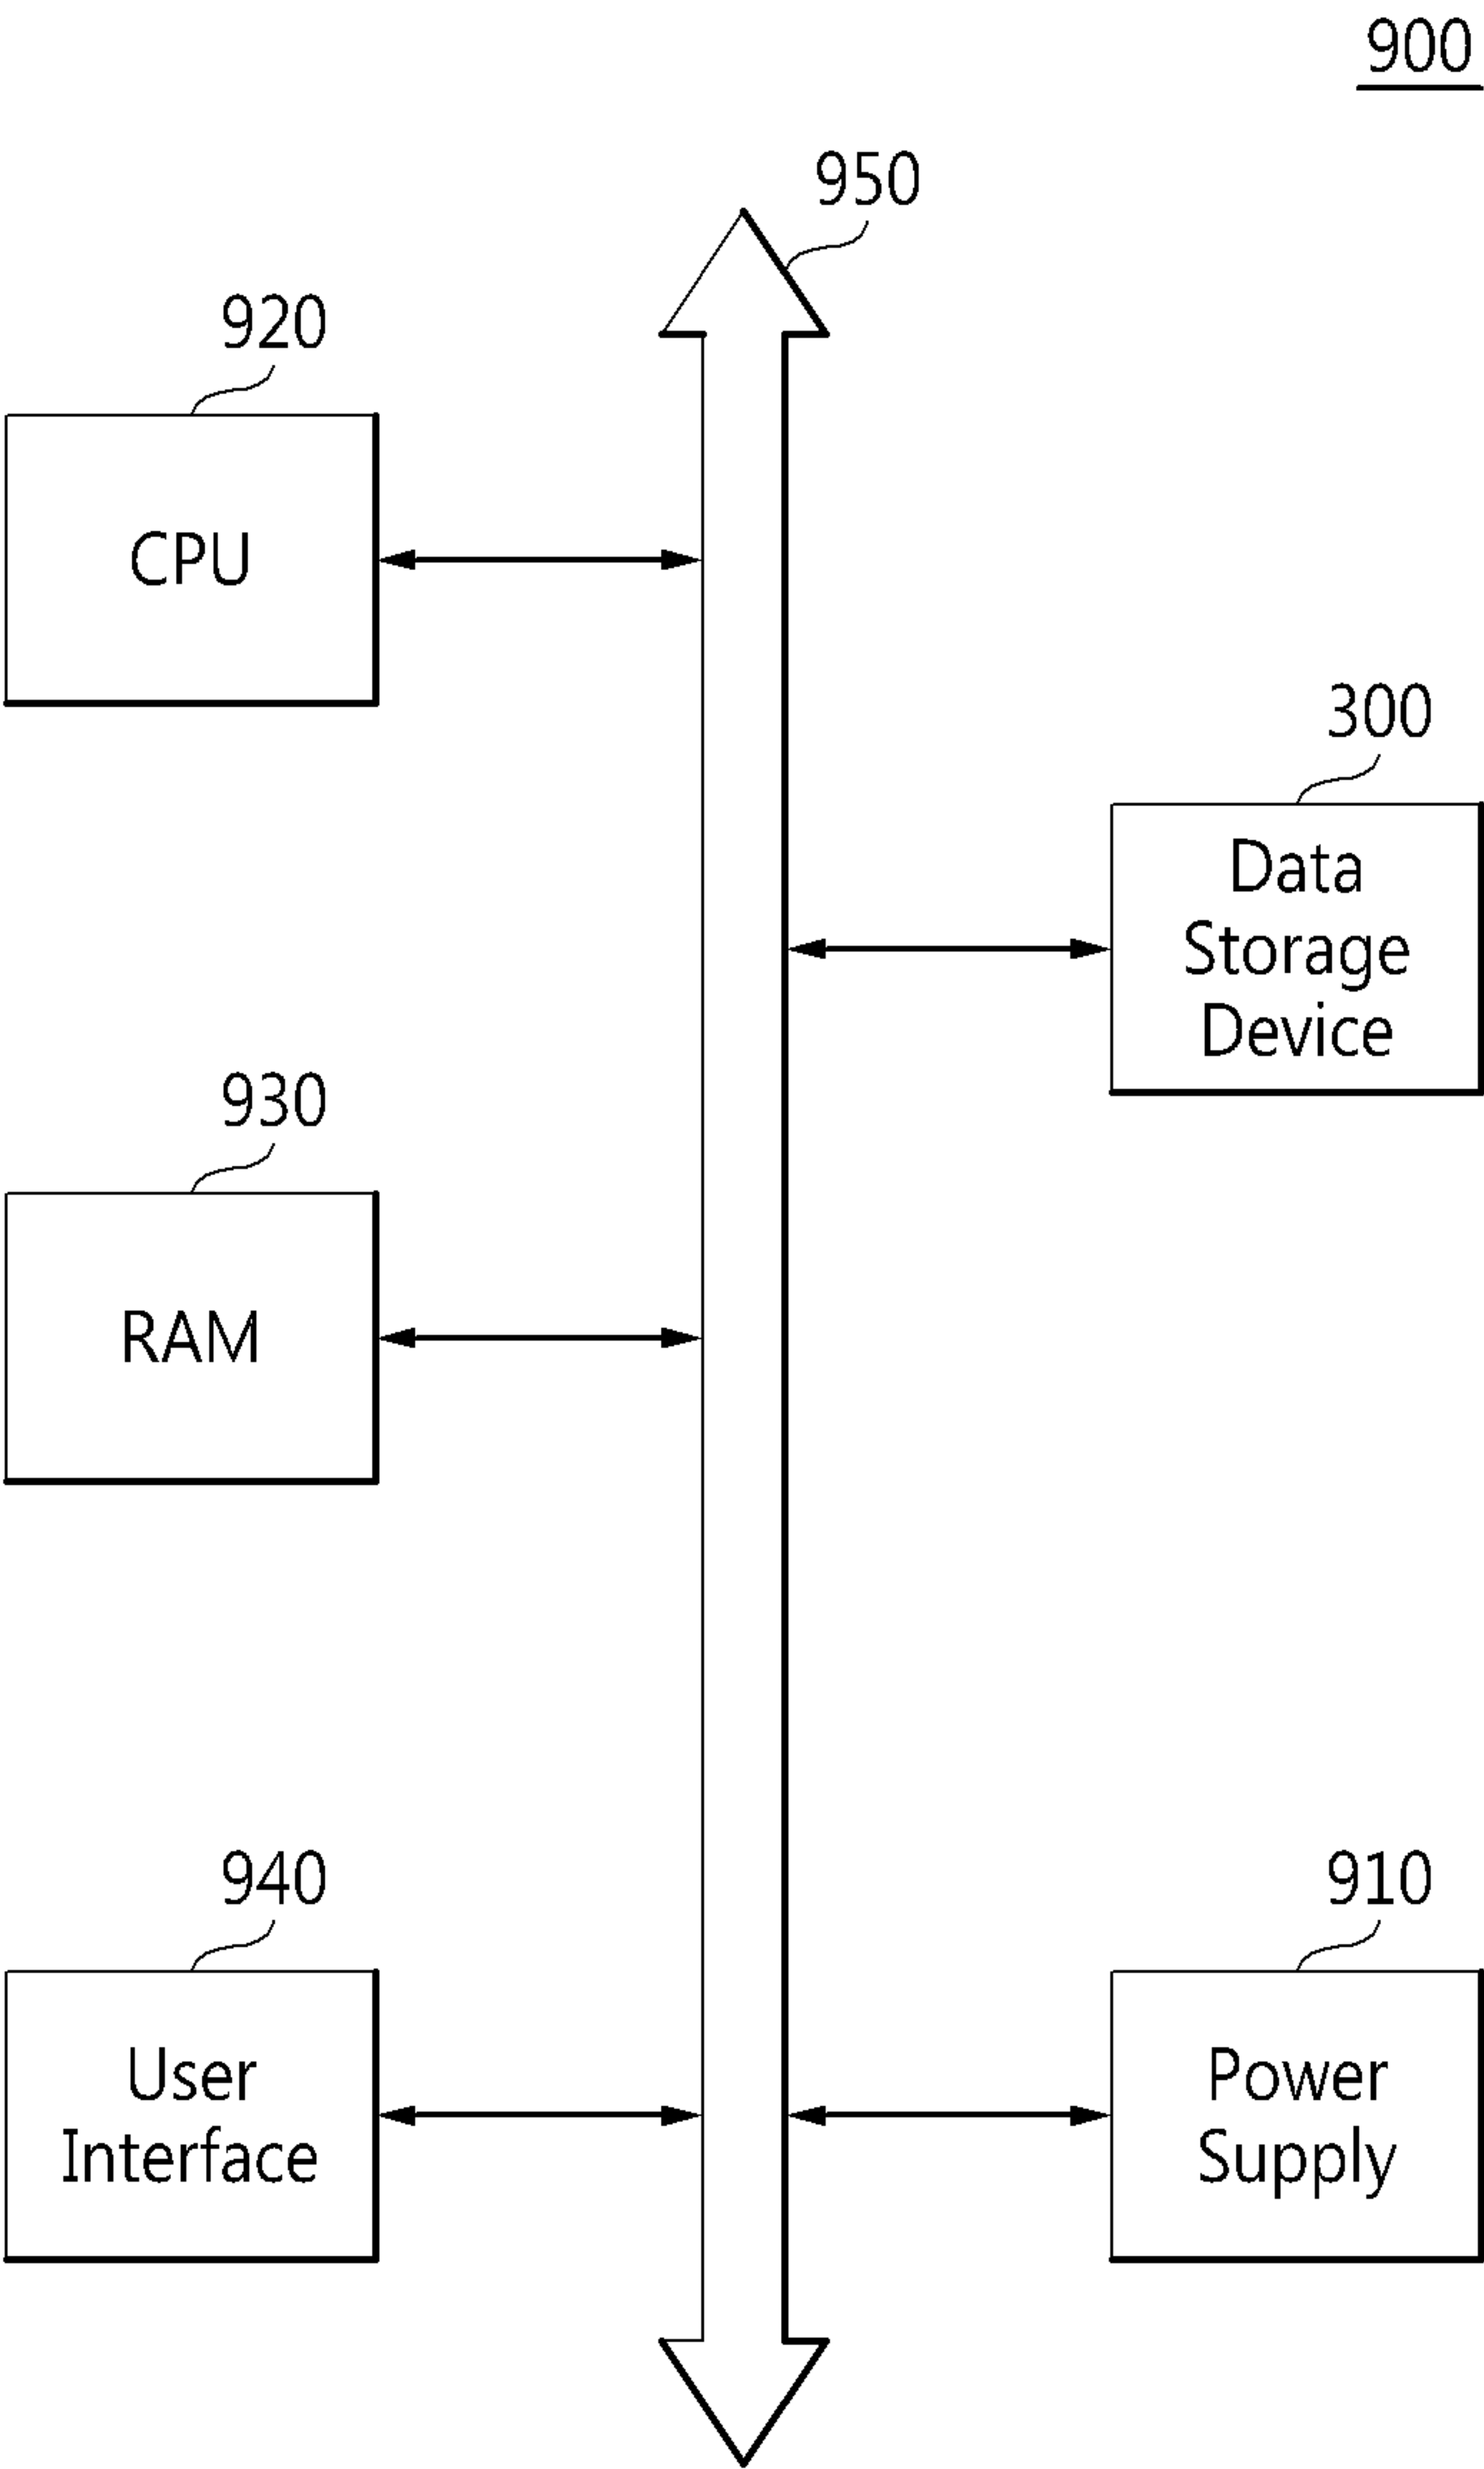 900
950
920
CPU
300
Data
Storage
Device
930
RAM
940
User
Interface
910
Power
Supply